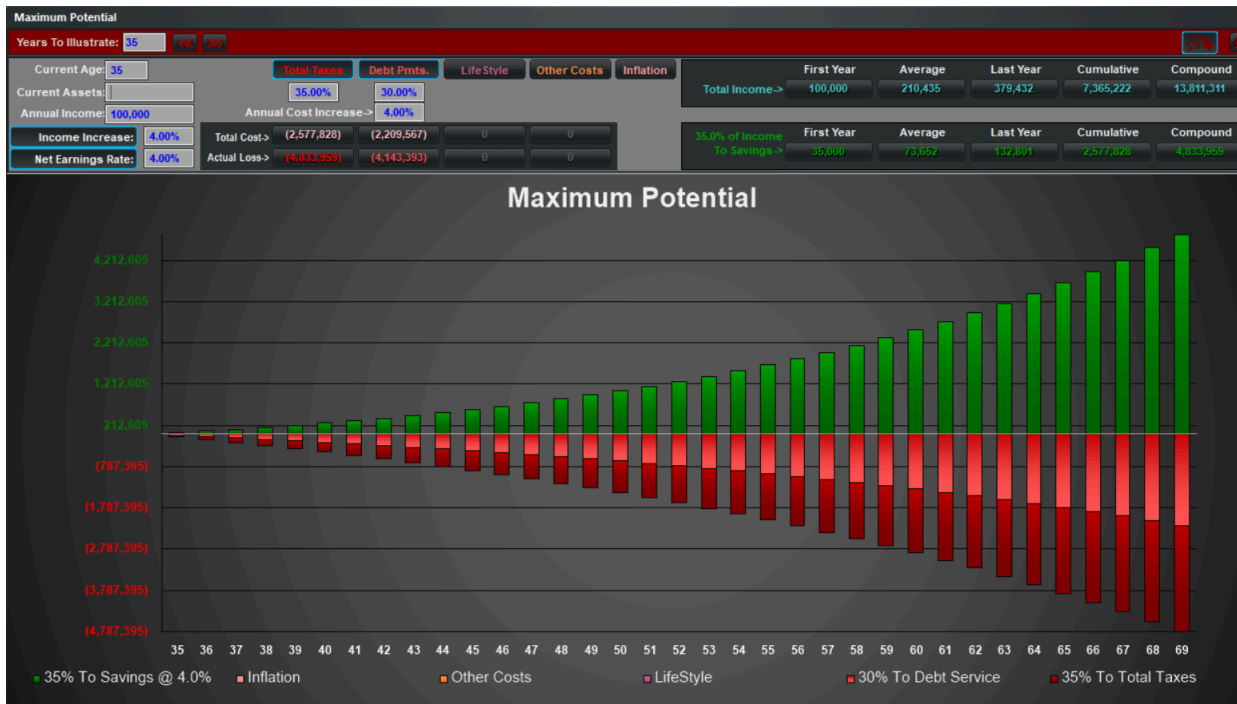 Maximum Potential
Years To Illustrate: 35
Current Age: 35
Current Assets:
Annual Income: 100,000
Income Increase: 4.00%
Net Earnings Rate: 4.00%
Total Taxes Debt Pmts. LifeStyle Other Costs Inflation
35.00% 30.00%
Annual Cost Increase-> 4.00%
Total Cost-> (2,577,828) (2,209,567) 0 0
Actual Loss-> (4,833,959) (4,143,393) 0 0
First Year Average Last Year Cumulative Compound
Total Income-> 100,000 210,435 379,432 7,365,222 13,811,311
35.0% of Income First Year Average Last Year Cumulative Compound
To Savings-> 35,000 73,652 132,801 2,577,828 4,833,959
Maximum Potential
4,212,605
3,212,605
2,212,605
1,212,605
212,605
(787,395)
(1,787,395)
(2,787,395)
(3,787,395)
(4,787,395)
35 36 37 38 39 40 41 42 43 44 45 46 47 48 49 50 51 52 53 54 55 56 57 58 59 60 61 62 63 64 65 66 67 68 69
35% To Savings @ 4.0% Inflation Other Costs LifeStyle 30% To Debt Service 35% To Total Taxes